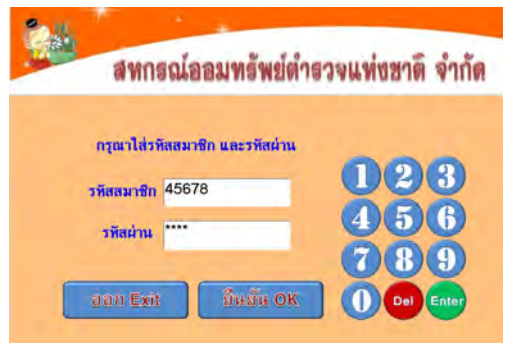 สหกรณ์ออมทรัพย์ตำรวจแห่งชาติ จำกัด
กรุณาใส่รหัสสมาชิก และรหัสผ่าน
รหัสสมาชิก 45678
รหัสผ่าน ****
1 2 3
4 5 6
7 8 9
ออก Exit ยืนยัน OK 0 Del Enter